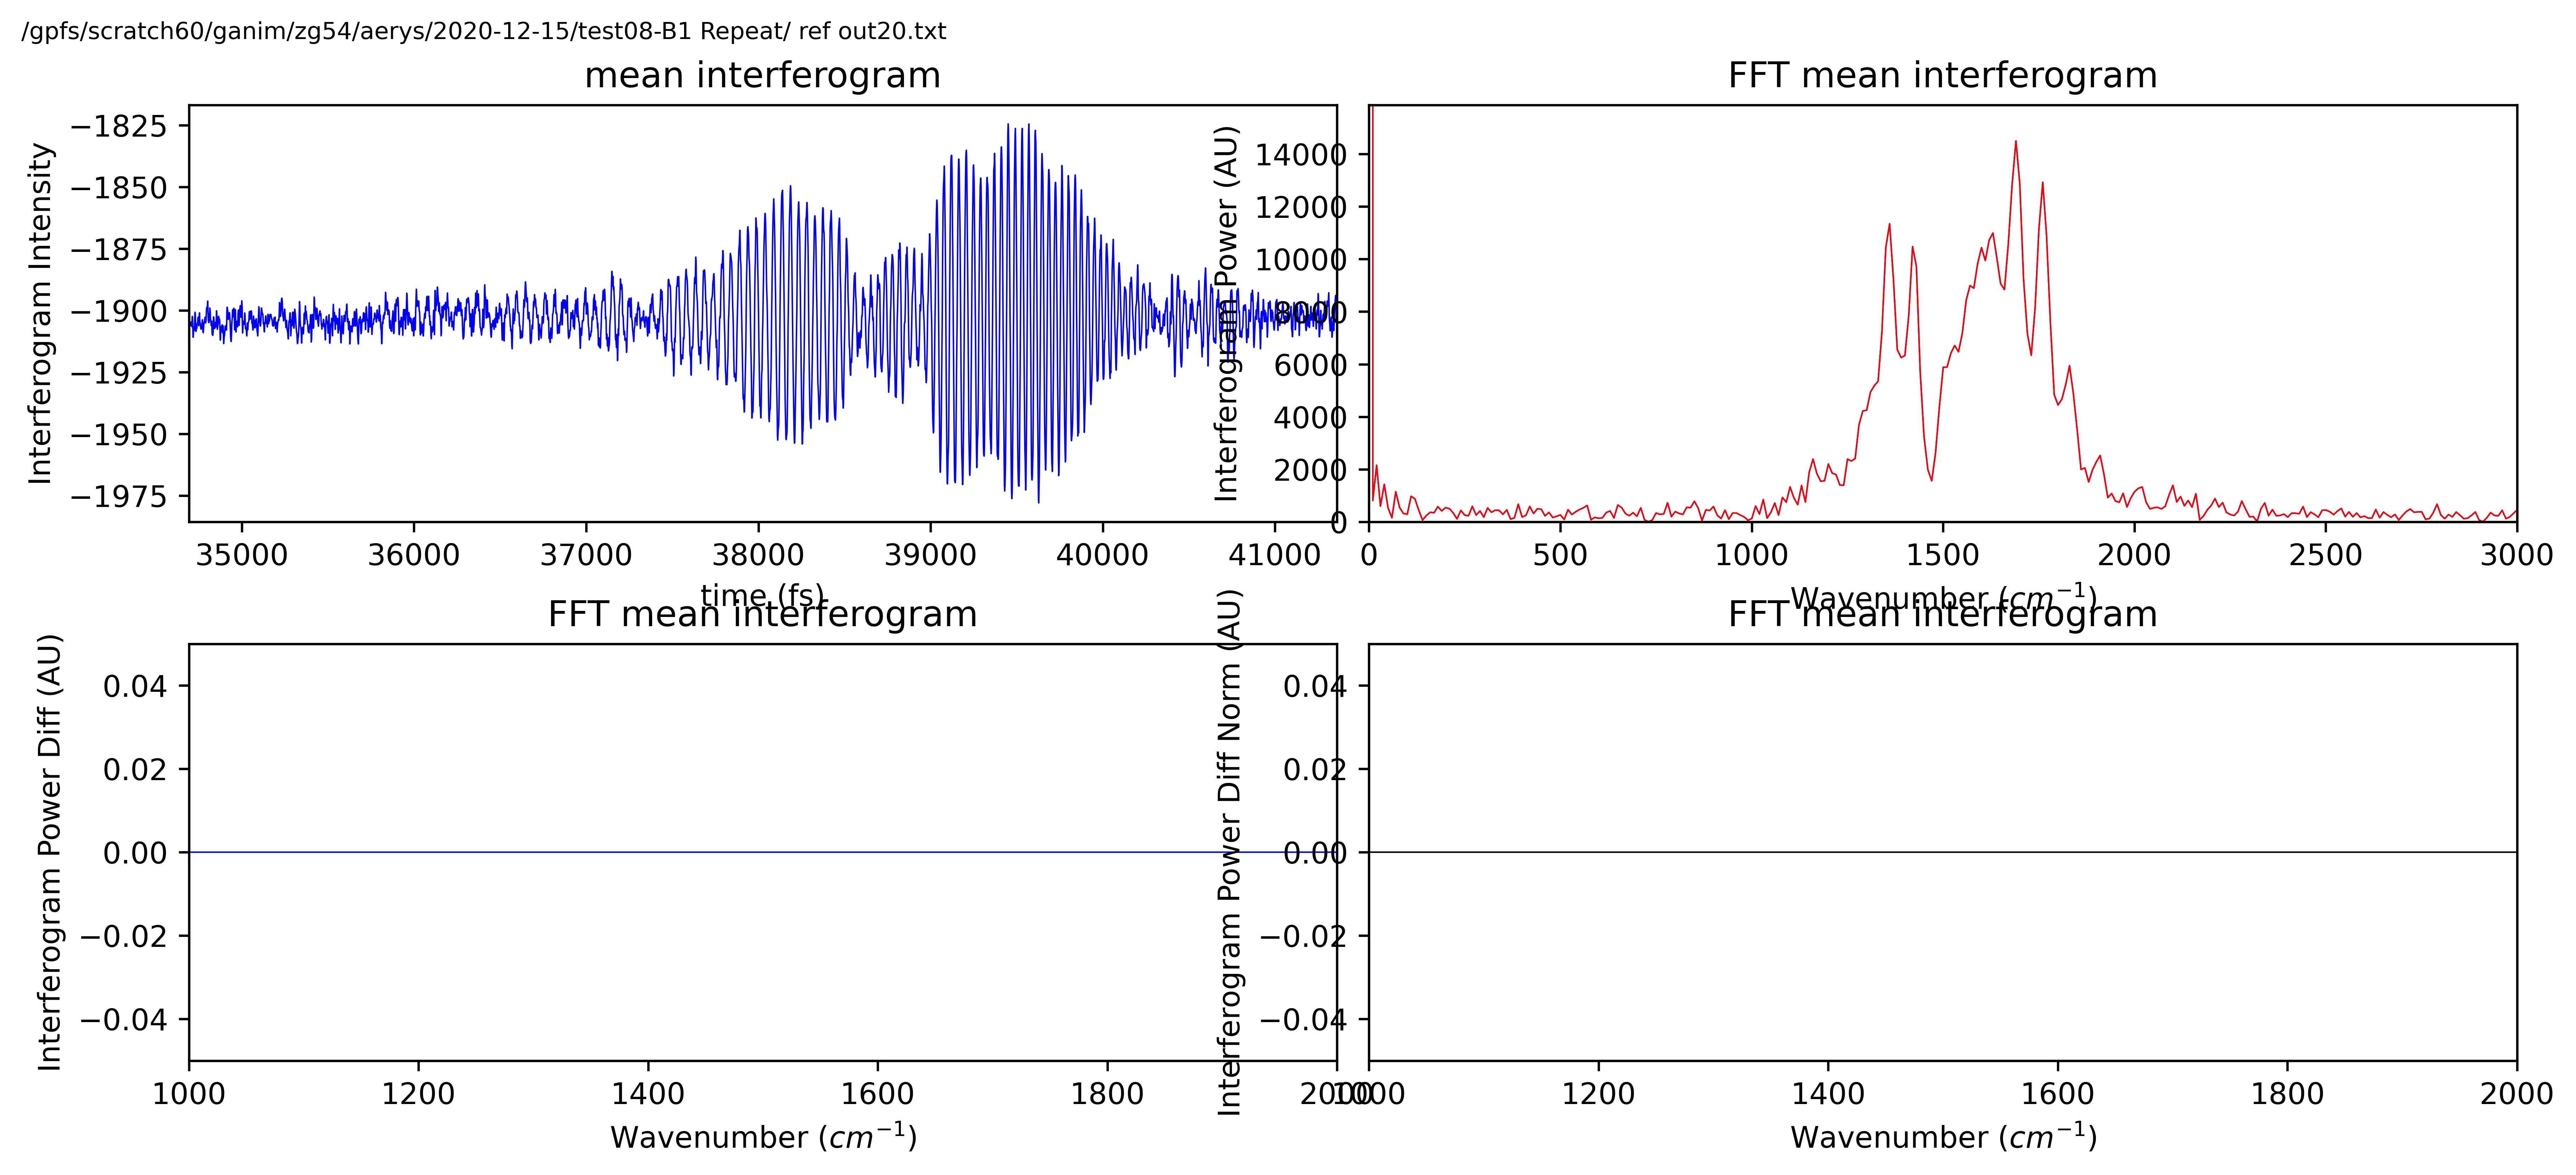 /gpfs/scratch60/ganim/zg54/aerys/2020-12-15/test08-B1 Repeat/ ref out20.txt
mean interferogram
Interferogram Intensity
−1825
−1850
−1875
−1900
−1925
−1950
−1975
35000 36000 37000 38000 39000 40000 41000
time (fs)
FFT mean interferogram
Interferogram Power (AU)
14000
12000
10000
8000
6000
4000
2000
0
0 500 1000 1500 2000 2500 3000
Wavenumber (cm⁻¹)
FFT mean interferogram
Interferogram Power Diff (AU)
0.04
0.02
0.00
−0.02
−0.04
1000 1200 1400 1600 1800 2000
Wavenumber (cm⁻¹)
FFT mean interferogram
Interferogram Power Diff Norm (AU)
0.04
0.02
0.00
−0.02
−0.04
1000 1200 1400 1600 1800 2000
Wavenumber (cm⁻¹)